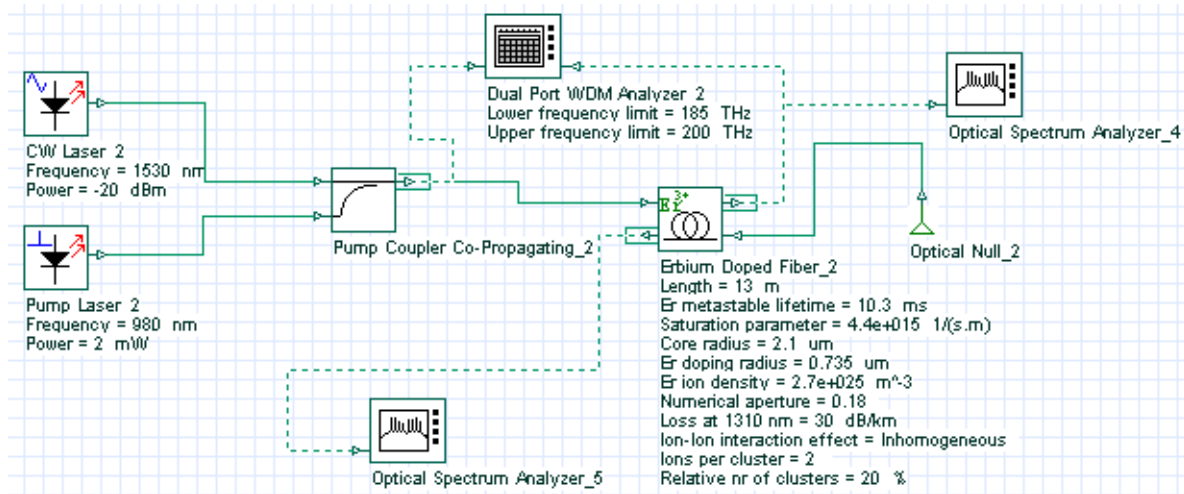 Dual Port WDM Analyzer 2
Lower frequency limit = 185 THz
Upper frequency limit = 200 THz
Optical Spectrum Analyzer_4
CW Laser 2
Frequency = 1530 nm
Power = -20 dBm
Pump Coupler Co-Propagating_2
Er 3+
Optical Null_2
Pump Laser 2
Frequency = 980 nm
Power = 2 mW
Erbium Doped Fiber_2
Length = 13 m
Er metastable lifetime = 10.3 ms
Saturation parameter = 4.4e+015 1/(s.m)
Core radius = 2.1 um
Er doping radius = 0.735 um
Er ion density = 2.7e+025 m^-3
Numerical aperture = 0.18
Loss at 1310 nm = 30 dB/km
Ion-Ion interaction effect = Inhomogeneous
Ions per cluster = 2
Relative nr of clusters = 20 %
Optical Spectrum Analyzer_5